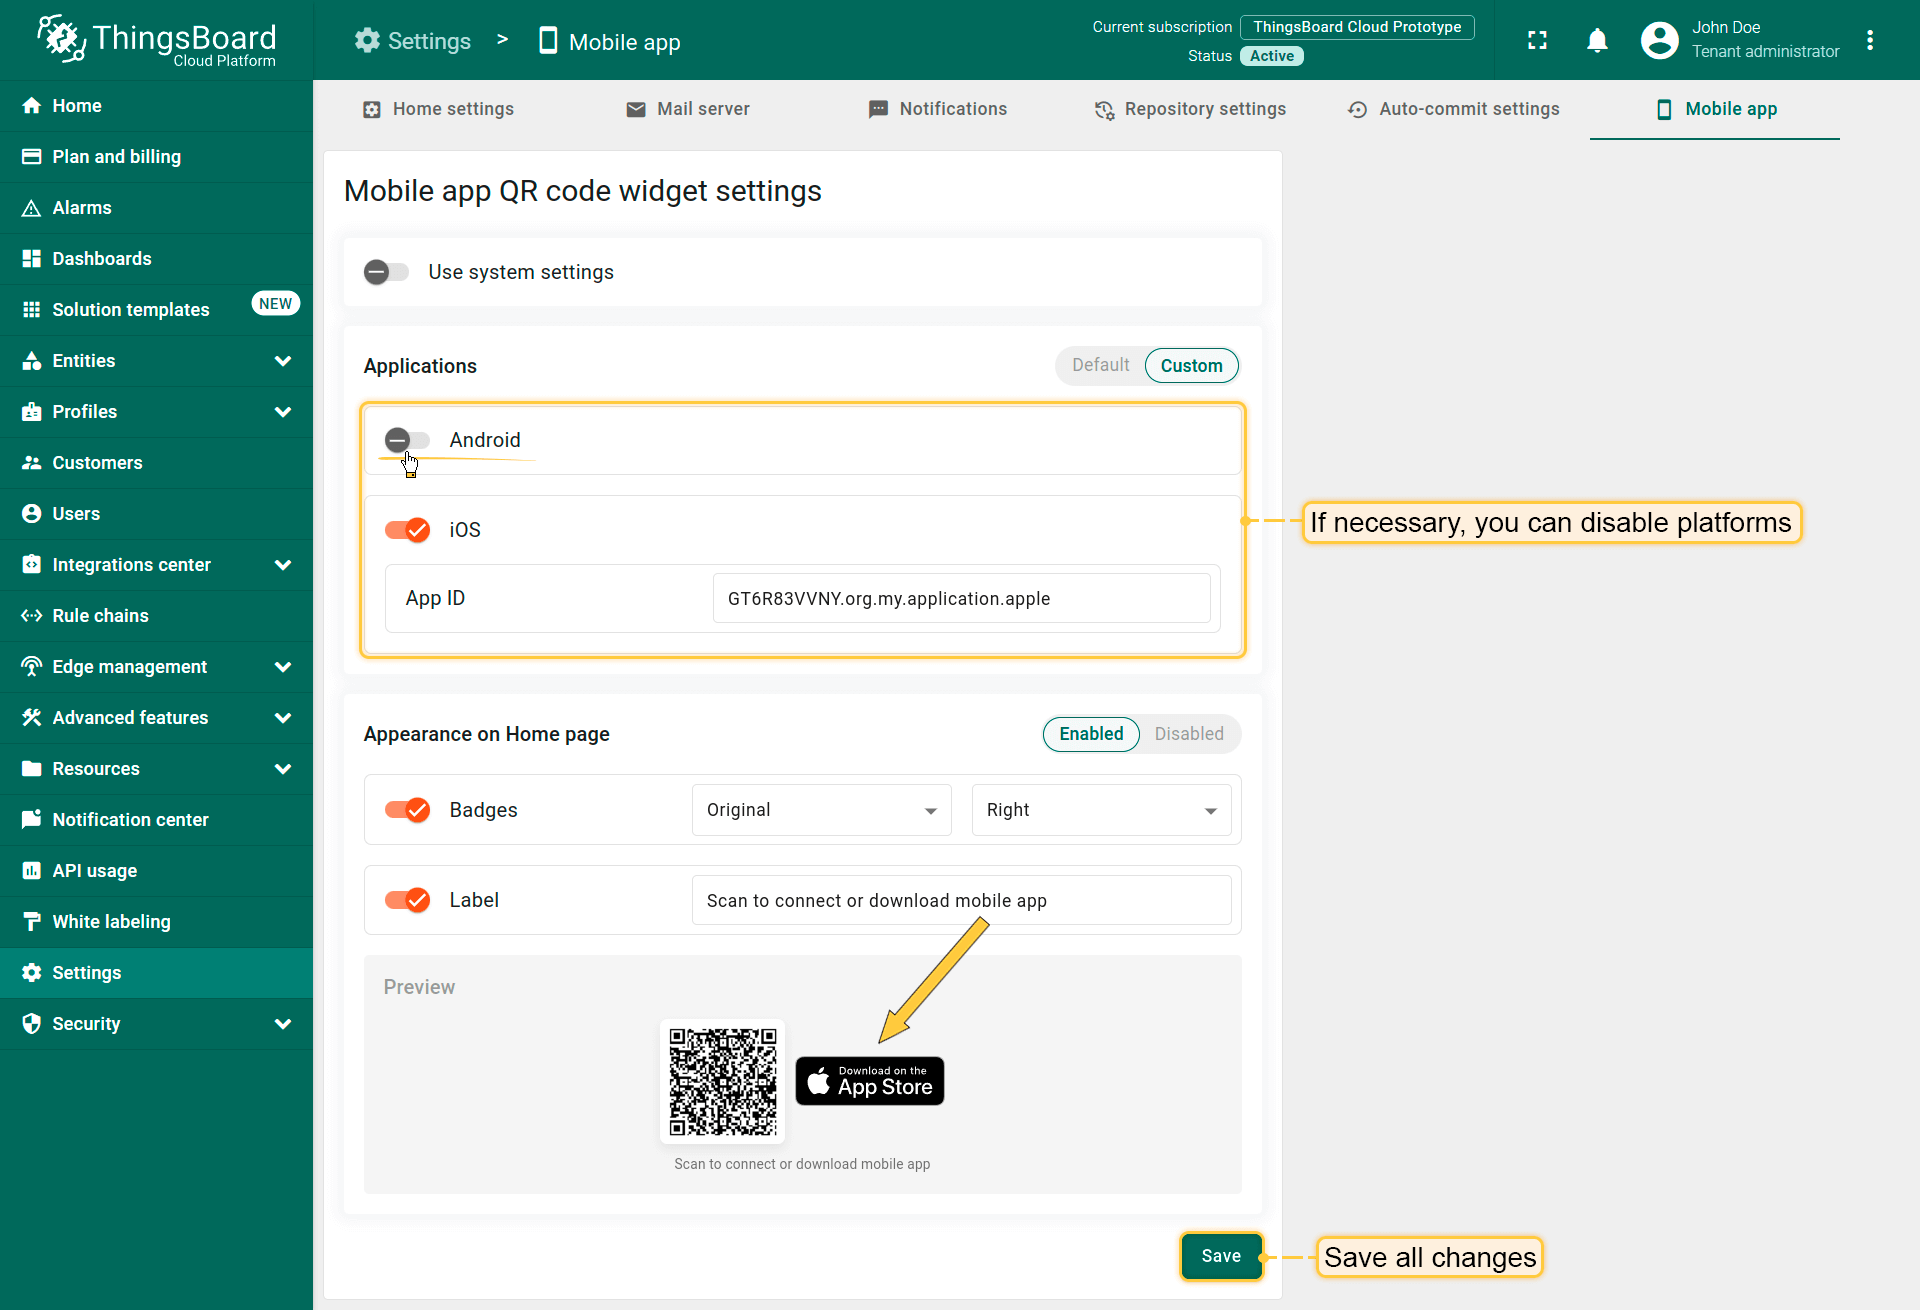 ThingsBoard
Cloud Platform
Settings > Mobile app
Current subscription ThingsBoard Cloud Prototype
Status Active
John Doe
Tenant administrator
Home
Plan and billing
Alarms
Dashboards
Solution templates NEW
Entities
Profiles
Customers
Users
Integrations center
Rule chains
Edge management
Advanced features
Resources
Notification center
API usage
White labeling
Settings
Security
Home settings Mail server Notifications Repository settings Auto-commit settings Mobile app
Mobile app QR code widget settings
Use system settings
Applications Default Custom
Android
iOS
App ID GT6R83VVNY.org.my.application.apple
If necessary, you can disable platforms
Appearance on Home page Enabled Disabled
Badges Original Right
Label Scan to connect or download mobile app
Preview
Download on the
App Store
Scan to connect or download mobile app
Save
Save all changes